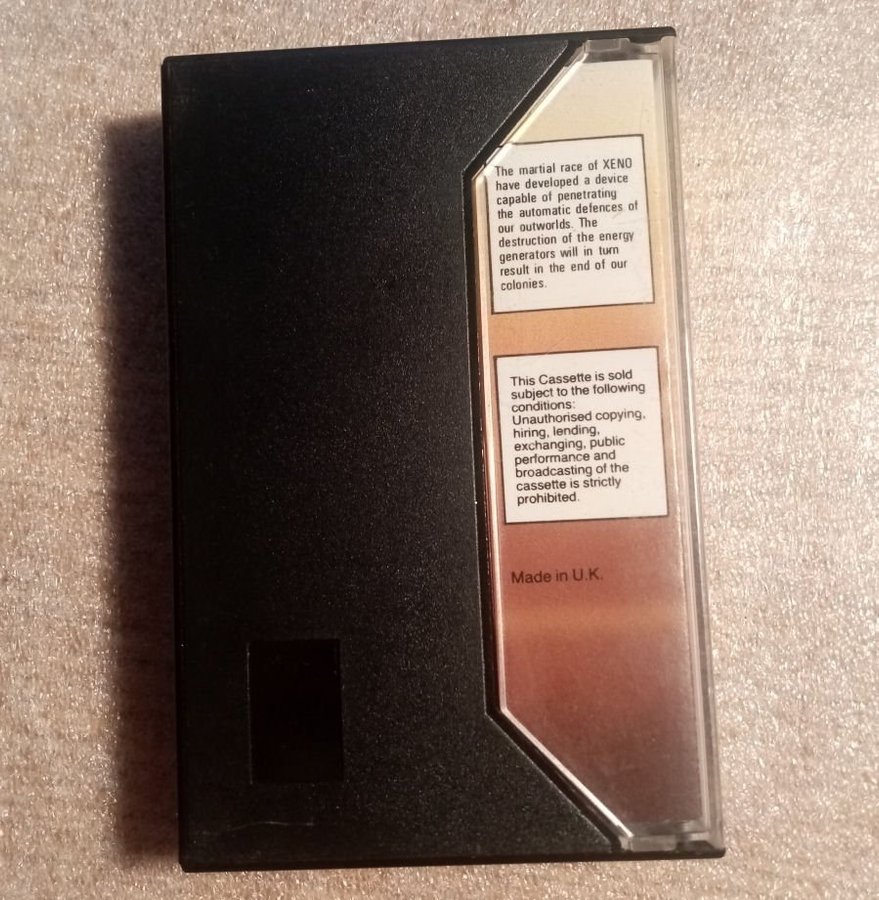 The martial race of XENO
have developed a device
capable of penetrating
the automatic defences of
our outworlds. The
destruction of the energy
generators will in turn
result in the end of our
colonies.
This Cassette is sold
subject to the following
conditions:
Unauthorised copying,
hiring, lending,
exchanging, public
performance and
broadcasting of the
cassette is strictly
prohibited.
Made in U.K.